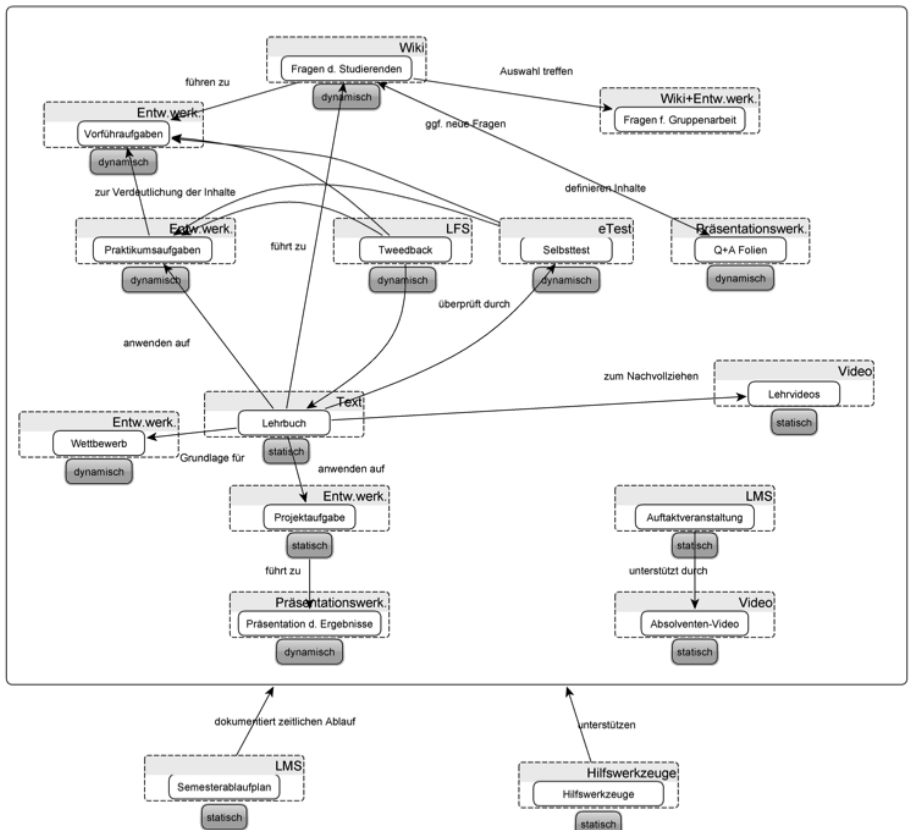 Wiki
Fragen d. Studierenden
dynamisch
führen zu
Auswahl treffen
Wiki+Entw.werk.
Fragen f. Gruppenarbeit
Entw.werk.
Vorführaufgaben
dynamisch
ggf. neue Fragen
zur Verdeutlichung der Inhalte
definieren Inhalte
Entw.werk.
Praktikumsaufgaben
dynamisch
führt zu
LFS
Tweedback
dynamisch
eTest
Selbsttest
dynamisch
Präsentationswerk.
Q+A Folien
dynamisch
überprüft durch
anwenden auf
zum Nachvollziehen
Video
Lehrvideos
statisch
Text
Lehrbuch
statisch
Entw.werk.
Wettbewerb
dynamisch
Grundlage für
anwenden auf
Entw.werk.
Projektaufgabe
statisch
LMS
Auftaktveranstaltung
statisch
führt zu
unterstützt durch
Präsentationswerk.
Präsentation d. Ergebnisse
dynamisch
Video
Absolventen-Video
statisch
dokumentiert zeitlichen Ablauf
unterstützen
LMS
Semesterablaufplan
statisch
Hilfswerkzeuge
Hilfswerkzeuge
statisch